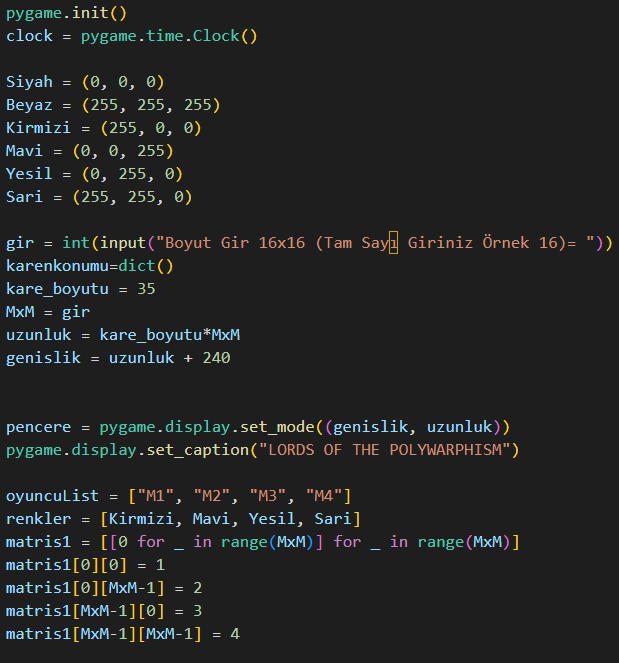 pygame.init()
clock = pygame.time.Clock()
Siyah = (0, 0, 0)
Beyaz = (255, 255, 255)
Kirmizi = (255, 0, 0)
Mavi = (0, 0, 255)
Yesil = (0, 255, 0)
Sari = (255, 255, 0)
gir = int(input("Boyut Gir 16x16 (Tam Sayı Giriniz Örnek 16)= "))
karenkonumu=dict()
kare_boyutu = 35
MxM = gir
uzunluk = kare_boyutu*MxM
genislik = uzunluk + 240
pencere = pygame.display.set_mode((genislik, uzunluk))
pygame.display.set_caption("LORDS OF THE POLYWARPHISM")
oyuncuList = ["M1", "M2", "M3", "M4"]
renkler = [Kirmizi, Mavi, Yesil, Sari]
matris1 = [[0 for _ in range(MxM)] for _ in range(MxM)]
matris1[0][0] = 1
matris1[0][MxM-1] = 2
matris1[MxM-1][0] = 3
matris1[MxM-1][MxM-1] = 4